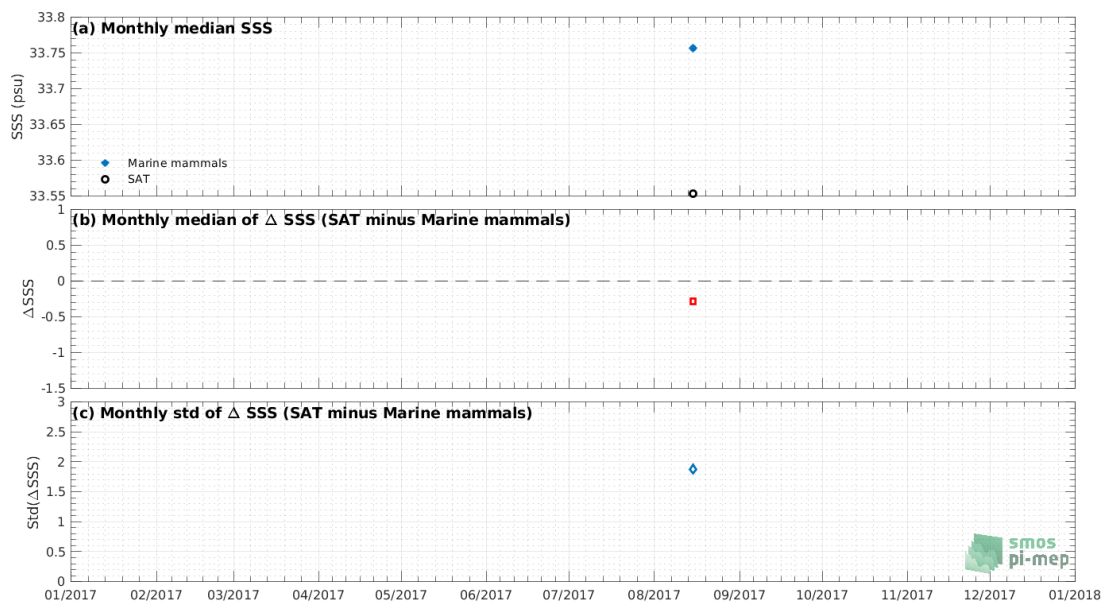 (a) Monthly median SSS
33.8
33.75
33.7
33.65
33.6
33.55
SSS (psu)
Marine mammals
SAT
(b) Monthly median of Δ SSS (SAT minus Marine mammals)
1
0.5
0
-0.5
-1
-1.5
ΔSSS
(c) Monthly std of Δ SSS (SAT minus Marine mammals)
3
2.5
2
1.5
1
0.5
0
Std(ΔSSS)
smos
pi-mep
01/2017 02/2017 03/2017 04/2017 05/2017 06/2017 07/2017 08/2017 09/2017 10/2017 11/2017 12/2017 01/2018